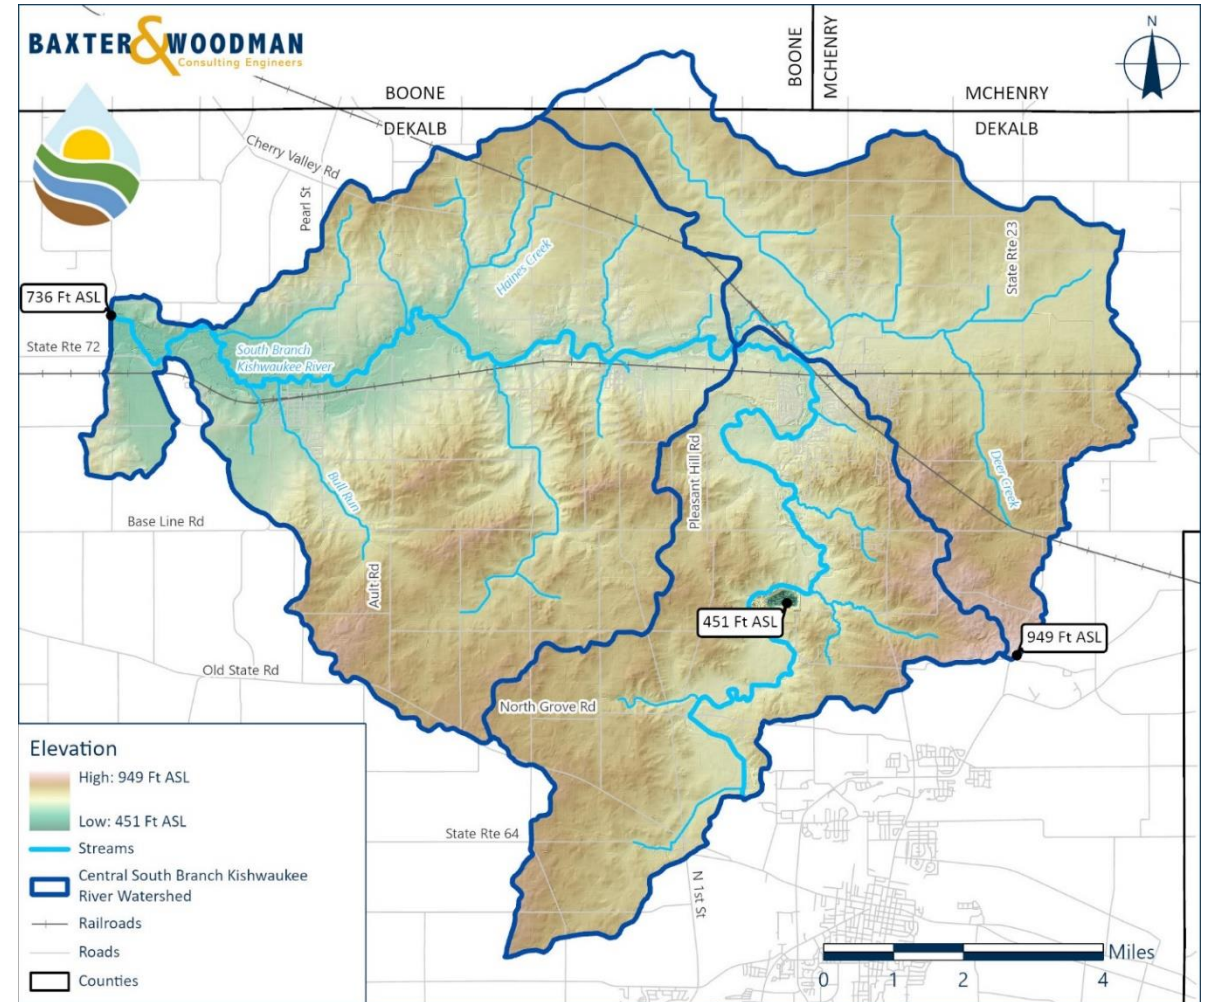 BAXTER & WOODMAN
Consulting Engineers
N
BOONE
MCHENRY
BOONE
MCHENRY
DEKALB
DEKALB
Cherry Valley Rd
Pearl St
State Rte 23
Haines Creek
736 Ft ASL
State Rte 72
South Branch
Kishwaukee River
Pleasant Hill Rd
Deer Creek
Bull Run
Base Line Rd
Ault Rd
451 Ft ASL
949 Ft ASL
Old State Rd
North Grove Rd
State Rte 64
N 1st St
Elevation
High: 949 Ft ASL
Low: 451 Ft ASL
Streams
Central South Branch Kishwaukee
River Watershed
Railroads
Roads
Counties
Miles
0 1 2 4